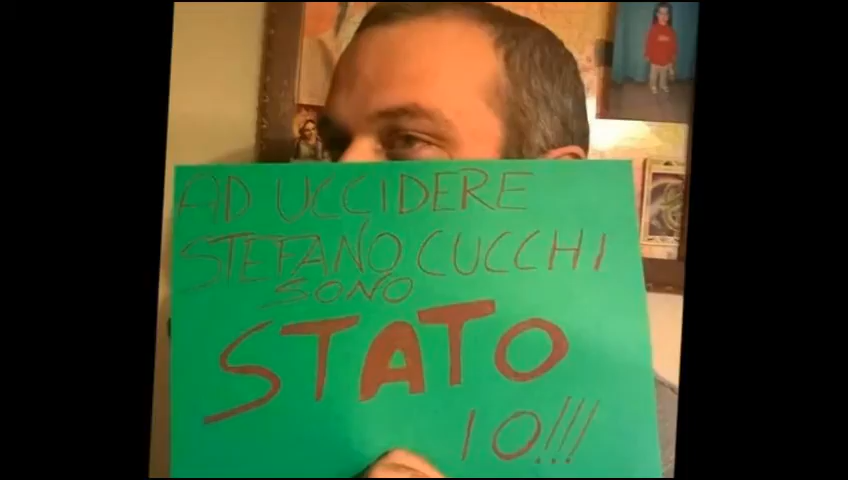 AD UCCIDERE
STEFANO CUCCHI
SONO
STATO
IO!!!